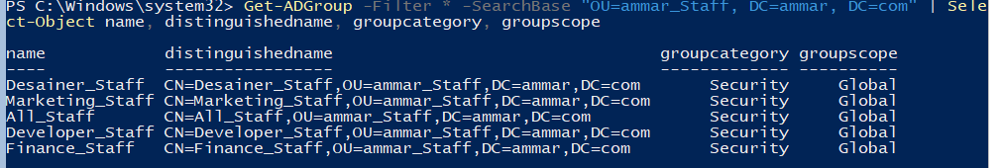 PS C:\Windows\system32> Get-ADGroup -Filter * -SearchBase "OU=ammar_Staff, DC=ammar, DC=com" | Sele
ct-Object name, distinguishedname, groupcategory, groupscope
name distinguishedname groupcategory groupscope
---- ----------------- ------------- ----------
Desainer_Staff CN=Desainer_Staff,OU=ammar_Staff,DC=ammar,DC=com Security Global
Marketing_Staff CN=Marketing_Staff,OU=ammar_Staff,DC=ammar,DC=com Security Global
All_Staff CN=All_Staff,OU=ammar_Staff,DC=ammar,DC=com Security Global
Developer_Staff CN=Developer_Staff,OU=ammar_Staff,DC=ammar,DC=com Security Global
Finance_Staff CN=Finance_Staff,OU=ammar_Staff,DC=ammar,DC=com Security Global